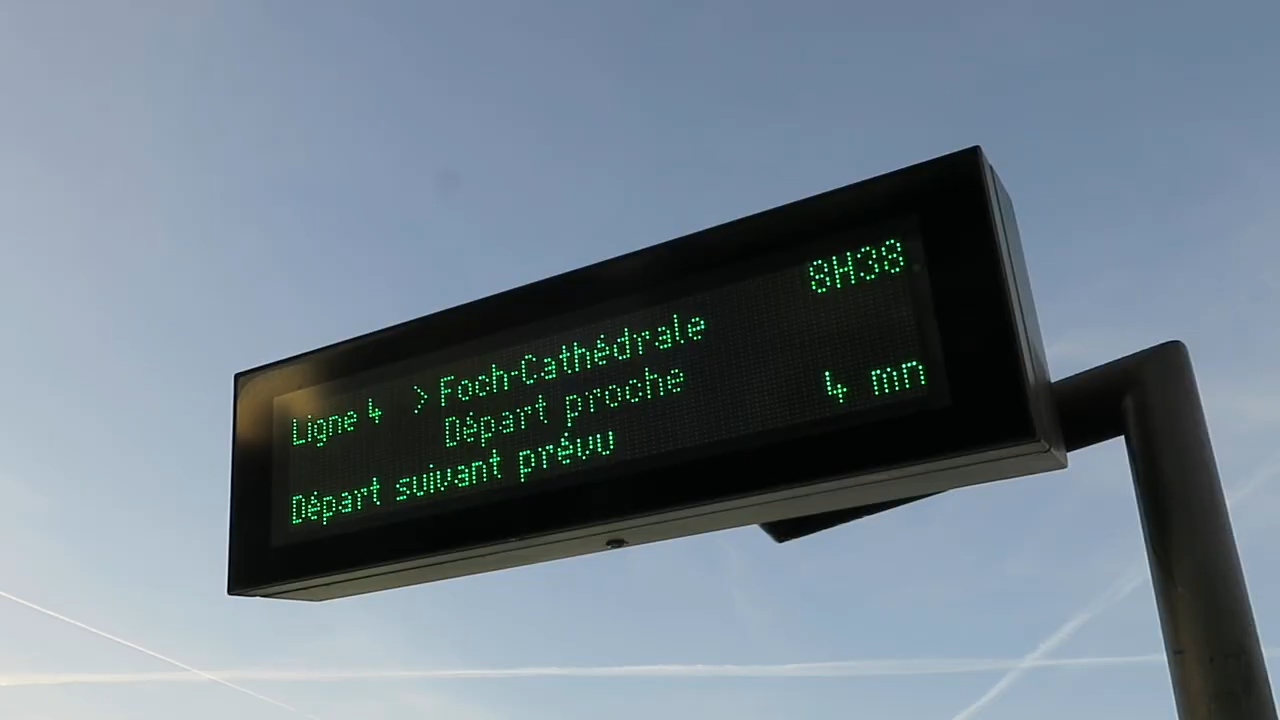 8H38
Ligne 4 > Foch-Cathédrale
Départ proche
Départ suivant prévu 4 mn